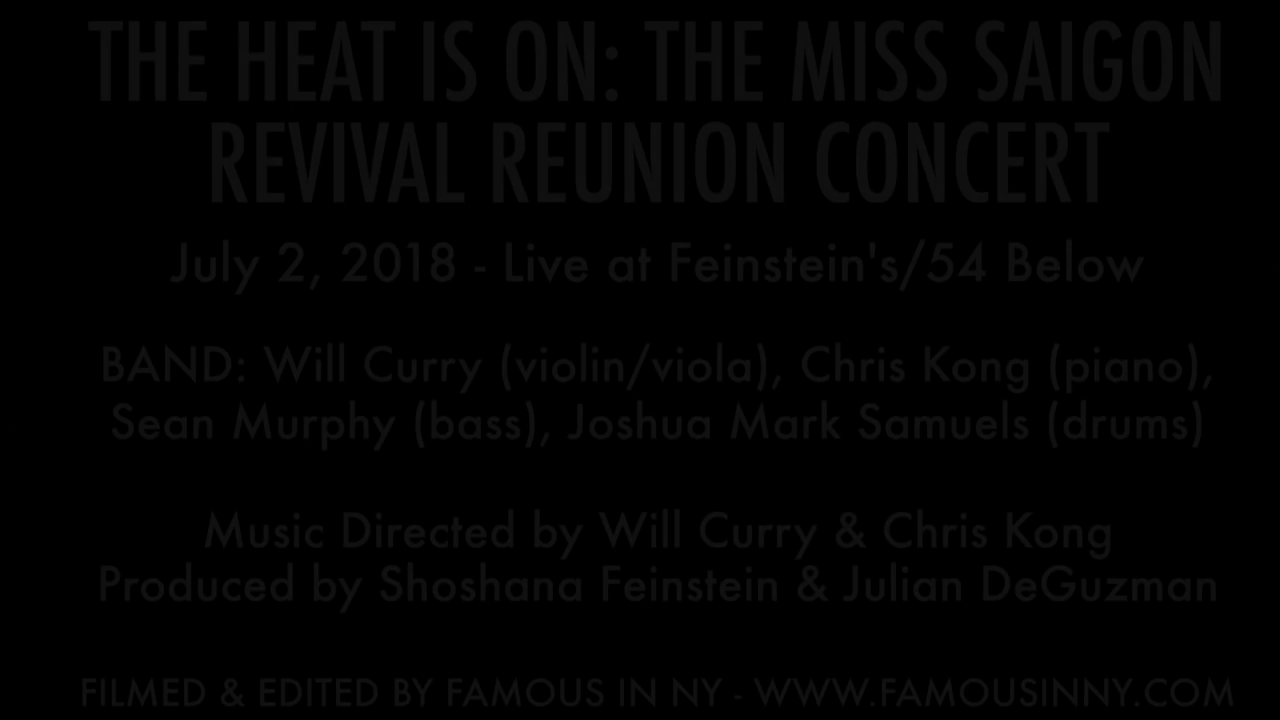 THE HEAT IS ON: THE MISS SAIGON
REVIVAL REUNION CONCERT
July 2, 2018 - Live at Feinstein's/54 Below
BAND: Will Curry (violin/viola), Chris Kong (piano),
Sean Murphy (bass), Joshua Mark Samuels (drums)
Music Directed by Will Curry & Chris Kong
Produced by Shoshana Feinstein & Julian DeGuzman
FILMED & EDITED BY FAMOUS IN NY - WWW.FAMOUSINNY.COM